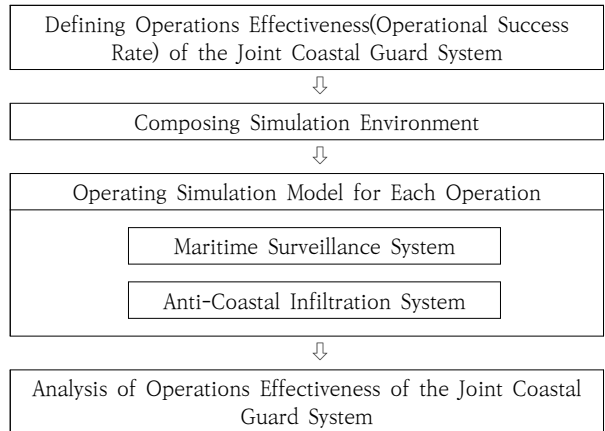 Defining Operations Effectiveness(Operational Success
Rate) of the Joint Coastal Guard System
⇩
Composing Simulation Environment
⇩
Operating Simulation Model for Each Operation
Maritime Surveillance System
Anti-Coastal Infiltration System
⇩
Analysis of Operations Effectiveness of the Joint Coastal
Guard System